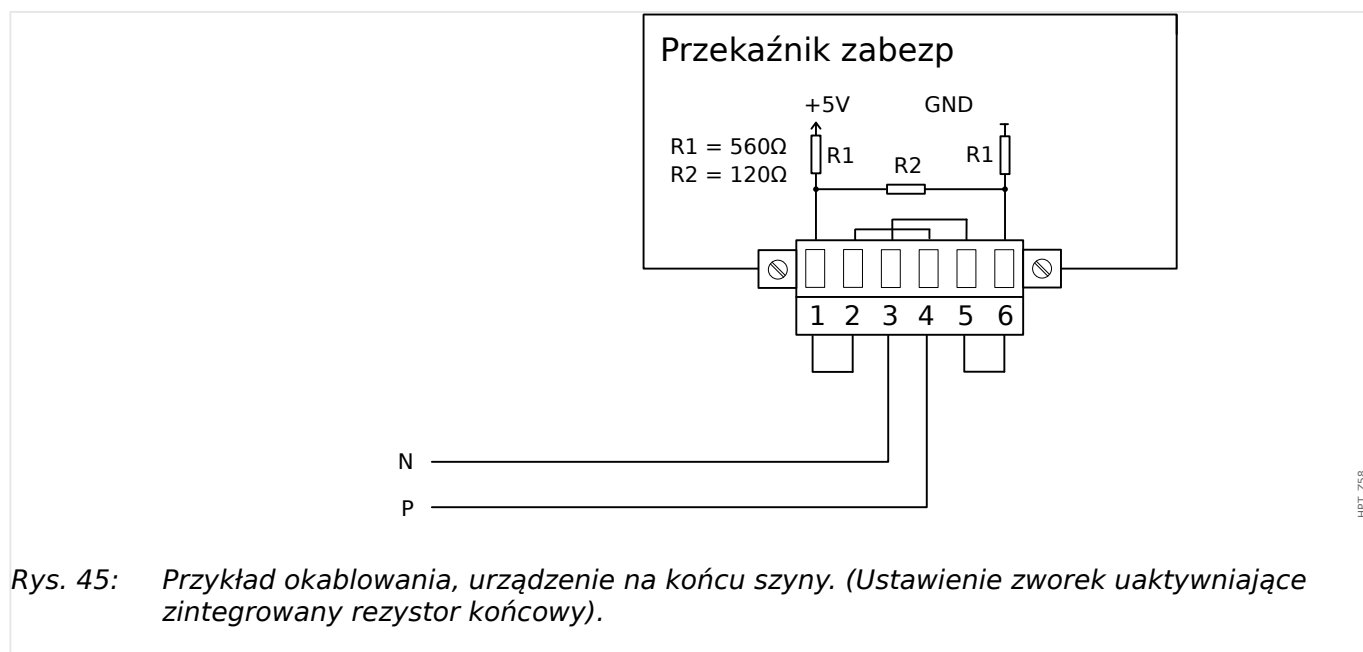 Przekaźnik zabezp
+5V GND
R1 = 560Ω
R2 = 120Ω
R1 R2 R1
1 2 3 4 5 6
N
P
HPT_Z58
Rys. 45: Przykład okablowania, urządzenie na końcu szyny. (Ustawienie zworek uaktywniające
zintegrowany rezystor końcowy).